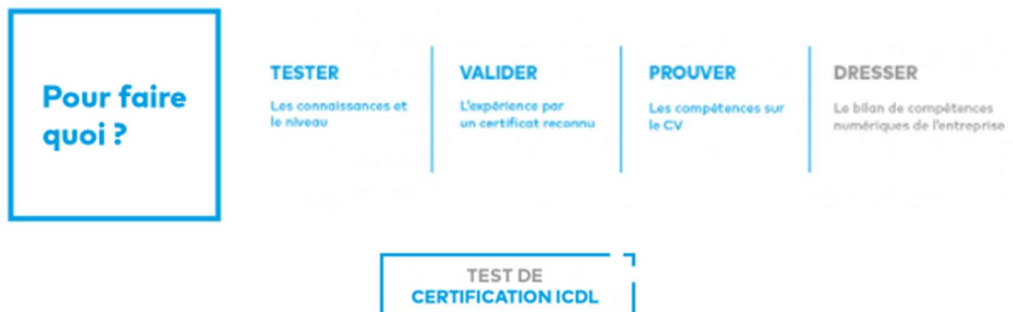 Pour faire
quoi ?
TESTER
Les connaissances et
le niveau
VALIDER
L'expérience par
un certificat reconnu
PROUVER
Les compétences sur
le CV
DRESSER
Le bilan de compétences
numériques de l'entreprise
TEST DE
CERTIFICATION ICDL